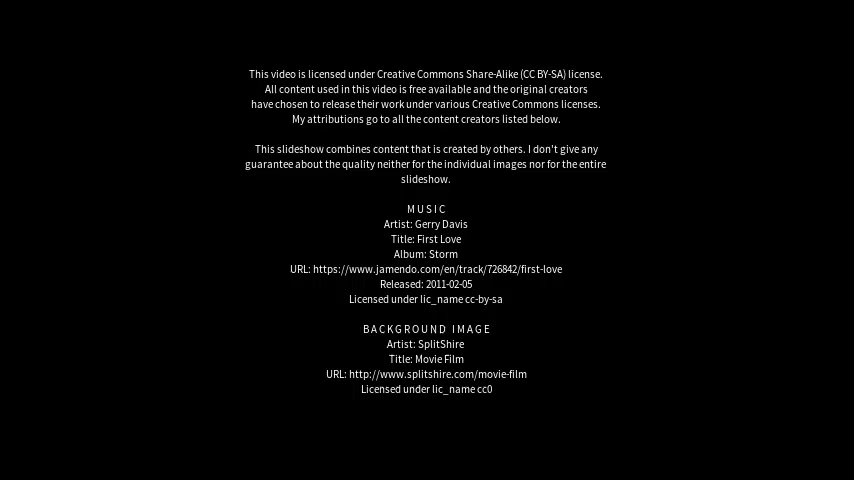 This video is licensed under Creative Commons Share-Alike (CC BY-SA) license.
All content used in this video is free available and the original creators
have chosen to release their work under various Creative Commons licenses.
My attributions go to all the content creators listed below.
This slideshow combines content that is created by others. I don't give any
guarantee about the quality neither for the individual images nor for the entire
slideshow.
MUSIC
Artist: Gerry Davis
Title: First Love
Album: Storm
URL: https://www.jamendo.com/en/track/726842/first-love
Released: 2011-02-05
Licensed under lic_name cc-by-sa
BACKGROUND IMAGE
Artist: SplitShire
Title: Movie Film
URL: http://www.splitshire.com/movie-film
Licensed under lic_name cc0